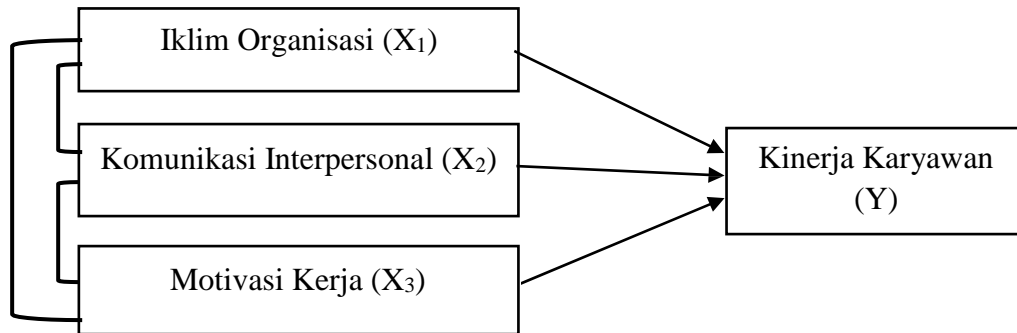 Iklim Organisasi (X₁)
Komunikasi Interpersonal (X₂)
Motivasi Kerja (X₃)
Kinerja Karyawan
(Y)